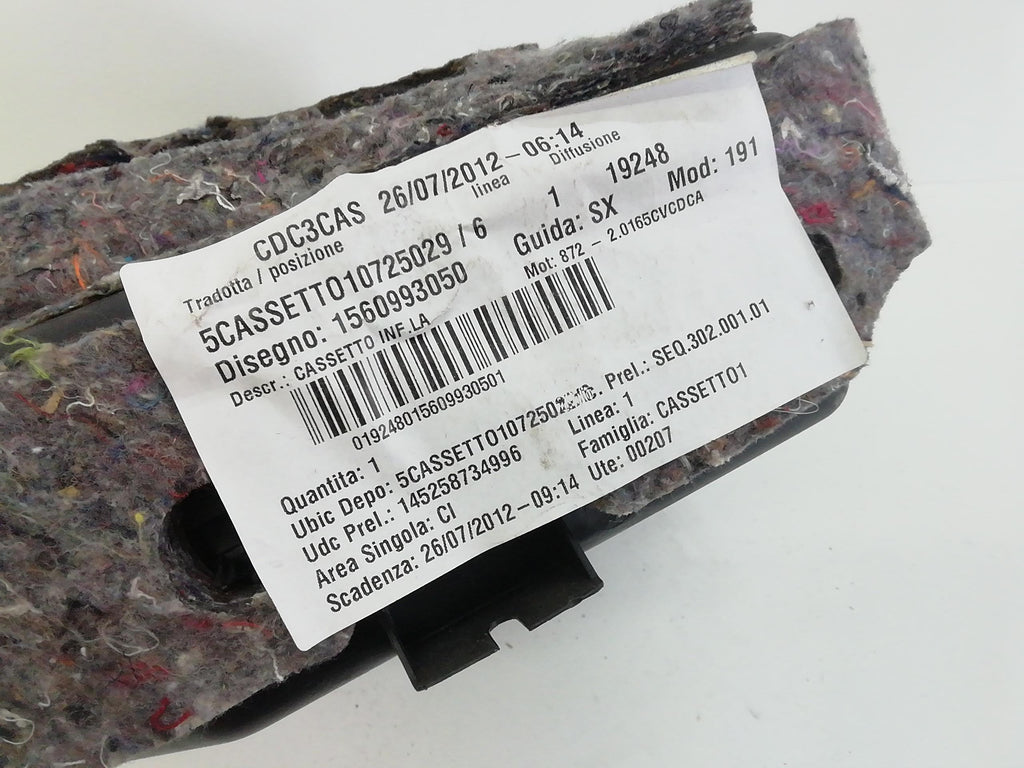 CDC3CAS 26/07/2012 - 06:14
Tradotta / posizione linea Diffusione
5CASSETTO10725029 / 6 1 19248
Disegno: 1560993050 Guida: SX Mod: 191
Descr.: CASSETTO INF.LA Mot: 872 - 2.0165CVCDCA
019248015609930501
Quantita: 1
Ubic Depo: 5CASSETTO1072502 Prel.: SEQ.302.001.01
Udc Prel.: 145258734996 Linea: 1
Area Singola: CI Famiglia: CASSETTO1
Scadenza: 26/07/2012 - 09:14 Ute: 00207